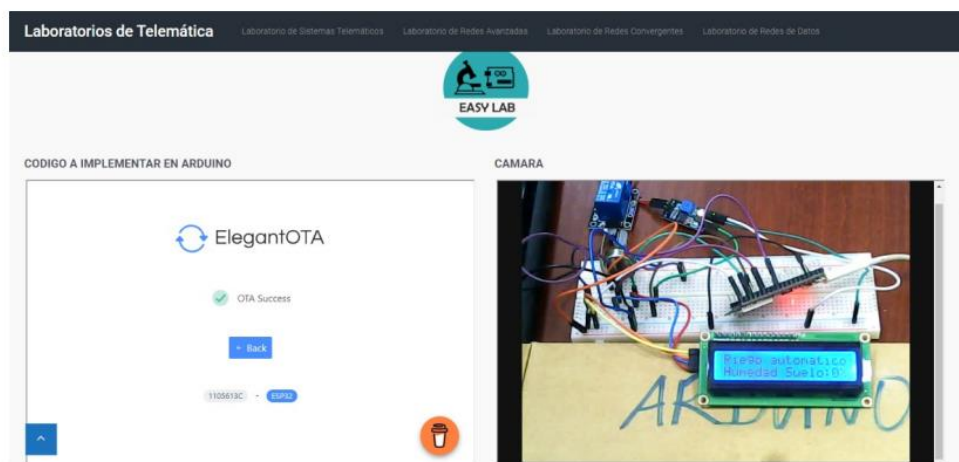 Laboratorios de Telemática Laboratorio de Sistemas Telemáticos Laboratorio de Redes Avanzadas Laboratorio de Redes Convergentes Laboratorio de Redes de Datos
EASY LAB
CODIGO A IMPLEMENTAR EN ARDUINO
ElegantOTA
OTA Success
← Back
1105613C - ESP32
CAMARA
Riego automatico
Humedad Suelo:0%
ARDUINO